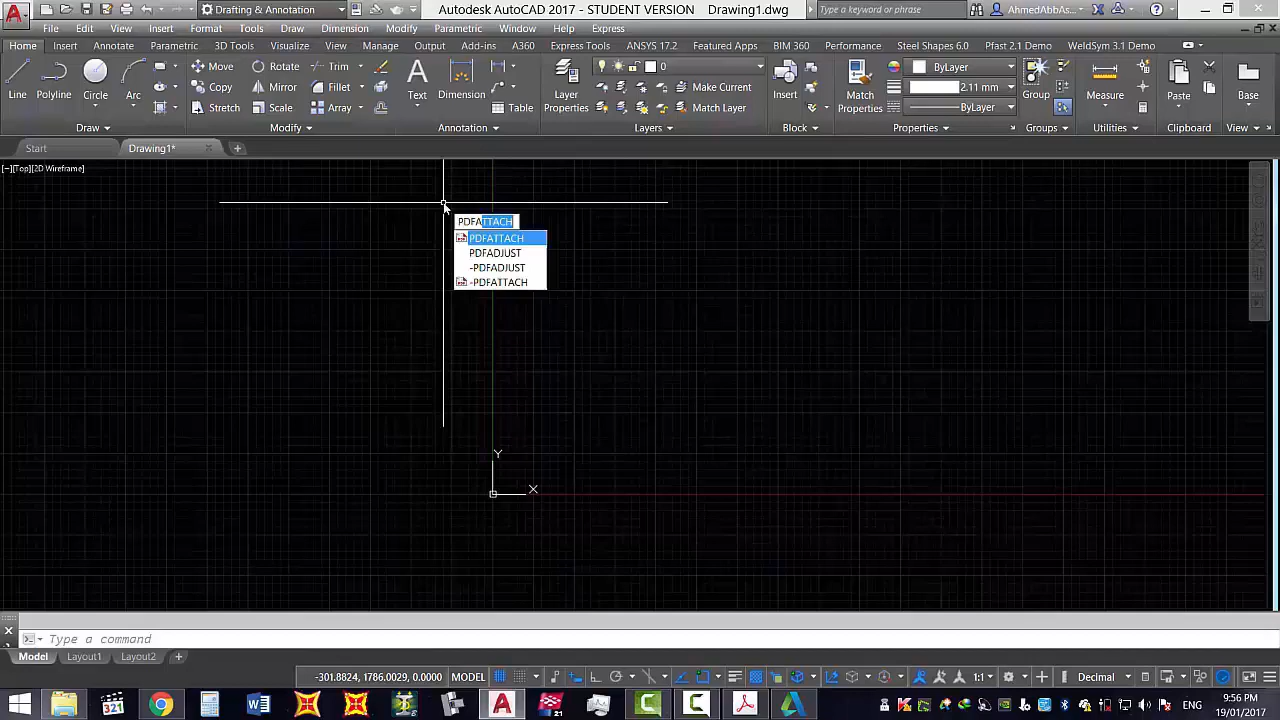 Drafting & Annotation
Autodesk AutoCAD 2017 - STUDENT VERSION Drawing1.dwg
Type a keyword or phrase
AhmedAbbAs...
File Edit View Insert Format Tools Draw Dimension Modify Parametric Window Help Express
Home Insert Annotate Parametric 3D Tools Visualize View Manage Output Add-ins A360 Express Tools ANSYS 17.2 Featured Apps BIM 360 Performance Steel Shapes 6.0 Pfast 2.1 Demo WeldSym 3.1 Demo
Move Rotate Trim 0 ByLayer
Line Polyline Circle Arc Copy Mirror Fillet Text Dimension Layer Properties Make Current Insert Match Properties 2.11 mm Group Measure Paste Base
Stretch Scale Array Table Match Layer ByLayer
Draw Modify Annotation Layers Block Properties Groups Utilities Clipboard View
Start Drawing1*
[−][Top][2D Wireframe]
PDFATTACH
PDFATTACH
PDFADJUST
-PDFADJUST
-PDFATTACH
Y
X
Type a command
Model Layout1 Layout2 +
-301.8824, 1786.0029, 0.0000 MODEL 1:1 Decimal
321
21
ENG
9:56 PM
19/01/2017